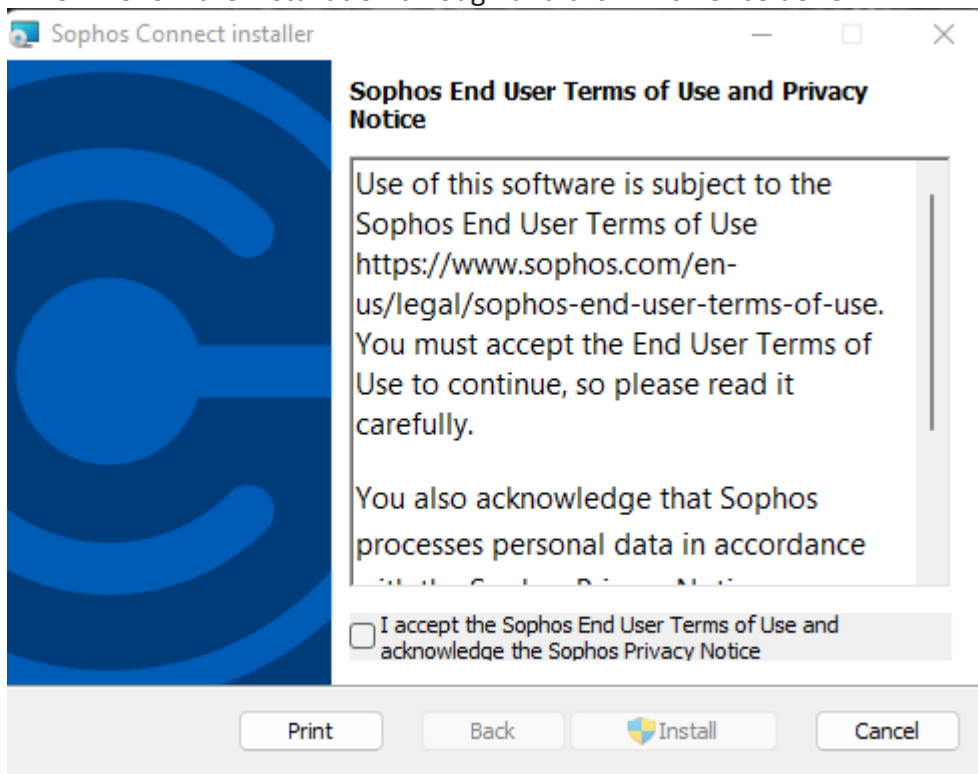 Sophos Connect installer
Sophos End User Terms of Use and Privacy
Notice
Use of this software is subject to the
Sophos End User Terms of Use
https://www.sophos.com/en-
us/legal/sophos-end-user-terms-of-use.
You must accept the End User Terms of
Use to continue, so please read it
carefully.
You also acknowledge that Sophos
processes personal data in accordance
I accept the Sophos End User Terms of Use and
acknowledge the Sophos Privacy Notice
Print
Back
Install
Cancel